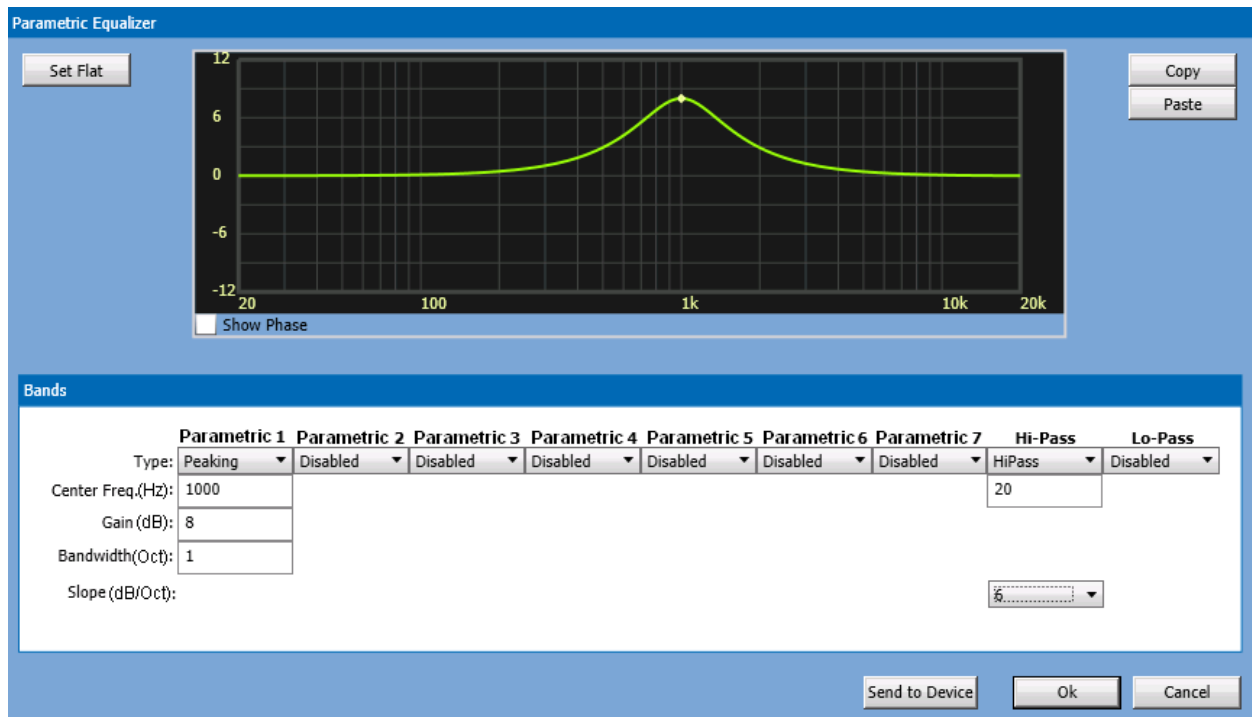 Parametric Equalizer
Set Flat
Copy
Paste
12
6
0
-6
-12
20 100 1k 10k 20k
Show Phase
Bands
Parametric 1 Parametric 2 Parametric 3 Parametric 4 Parametric 5 Parametric 6 Parametric 7 Hi-Pass Lo-Pass
Type: Peaking Disabled Disabled Disabled Disabled Disabled Disabled HiPass Disabled
Center Freq.(Hz): 1000 20
Gain (dB): 8
Bandwidth(Oct): 1
Slope (dB/Oct): 6
Send to Device Ok Cancel